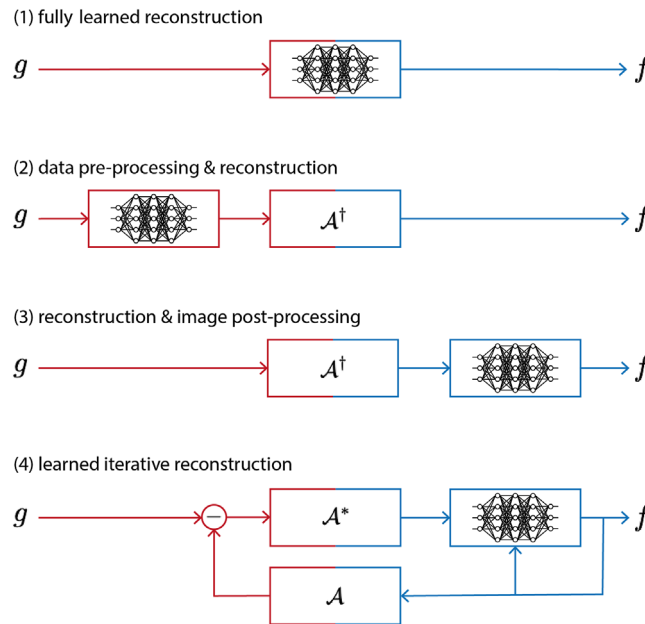 (1) fully learned reconstruction
g f
(2) data pre-processing & reconstruction
g 𝒜† f
(3) reconstruction & image post-processing
g 𝒜† f
(4) learned iterative reconstruction
g − 𝒜* f
𝒜